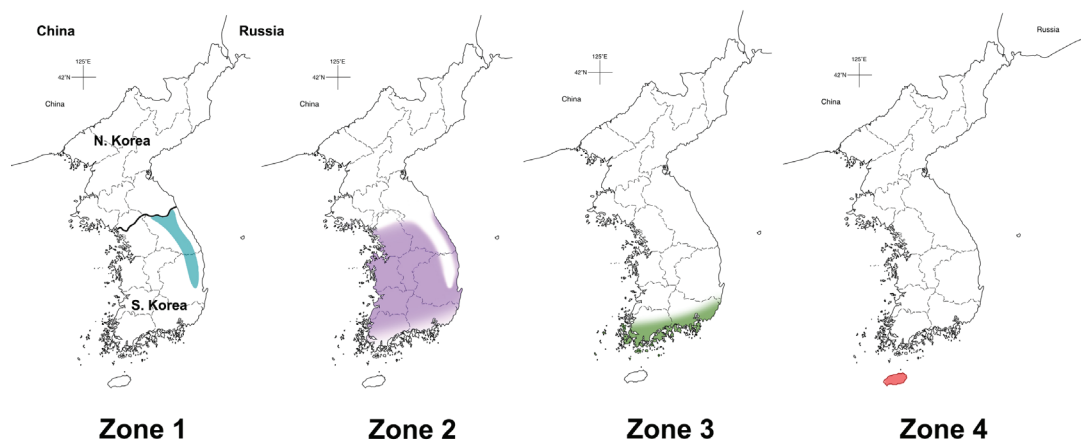 China
Russia
125°E
42°N
China
N. Korea
S. Korea
Zone 1
125°E
42°N
China
Zone 2
125°E
42°N
China
Zone 3
Russia
125°E
42°N
China
Zone 4